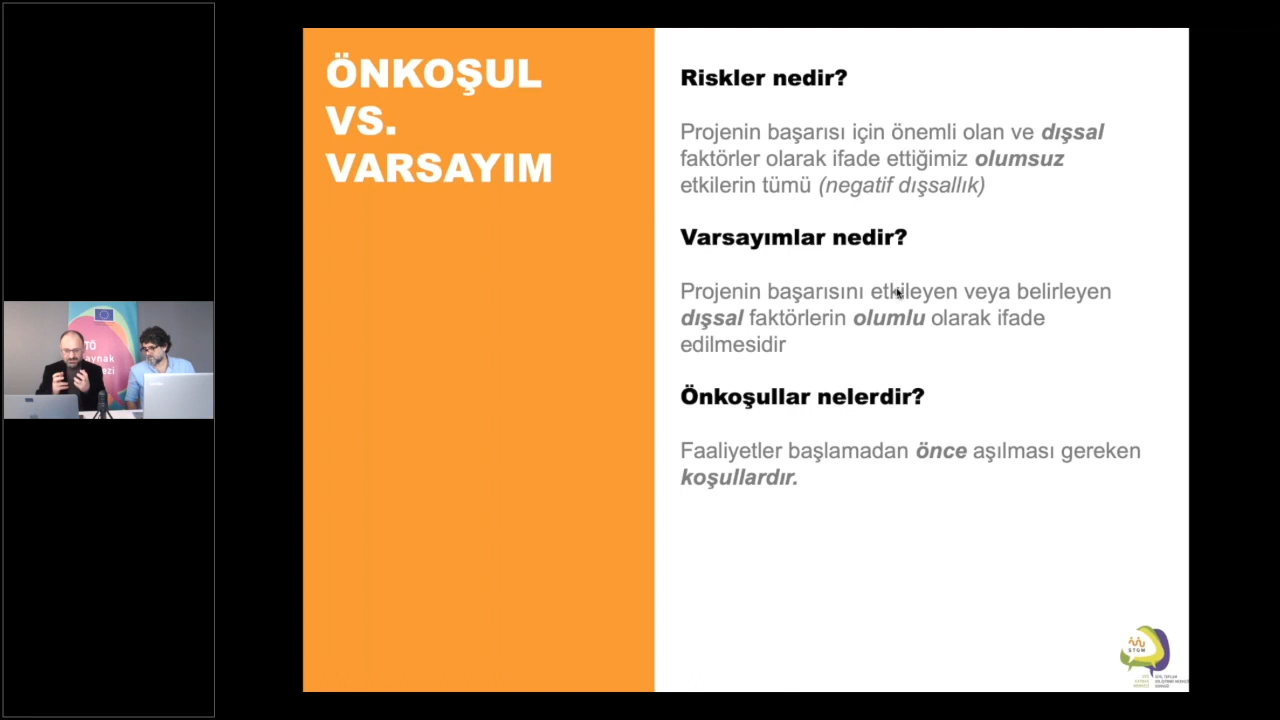 ÖNKOŞUL
VS.
VARSAYIM
Riskler nedir?
Projenin başarısı için önemli olan ve dışsal
faktörler olarak ifade ettiğimiz olumsuz
etkilerin tümü (negatif dışsallık)
Varsayımlar nedir?
Projenin başarısını etkileyen veya belirleyen
dışsal faktörlerin olumlu olarak ifade
edilmesidir
Önkoşullar nelerdir?
Faaliyetler başlamadan önce aşılması gereken
koşullardır.
STGM